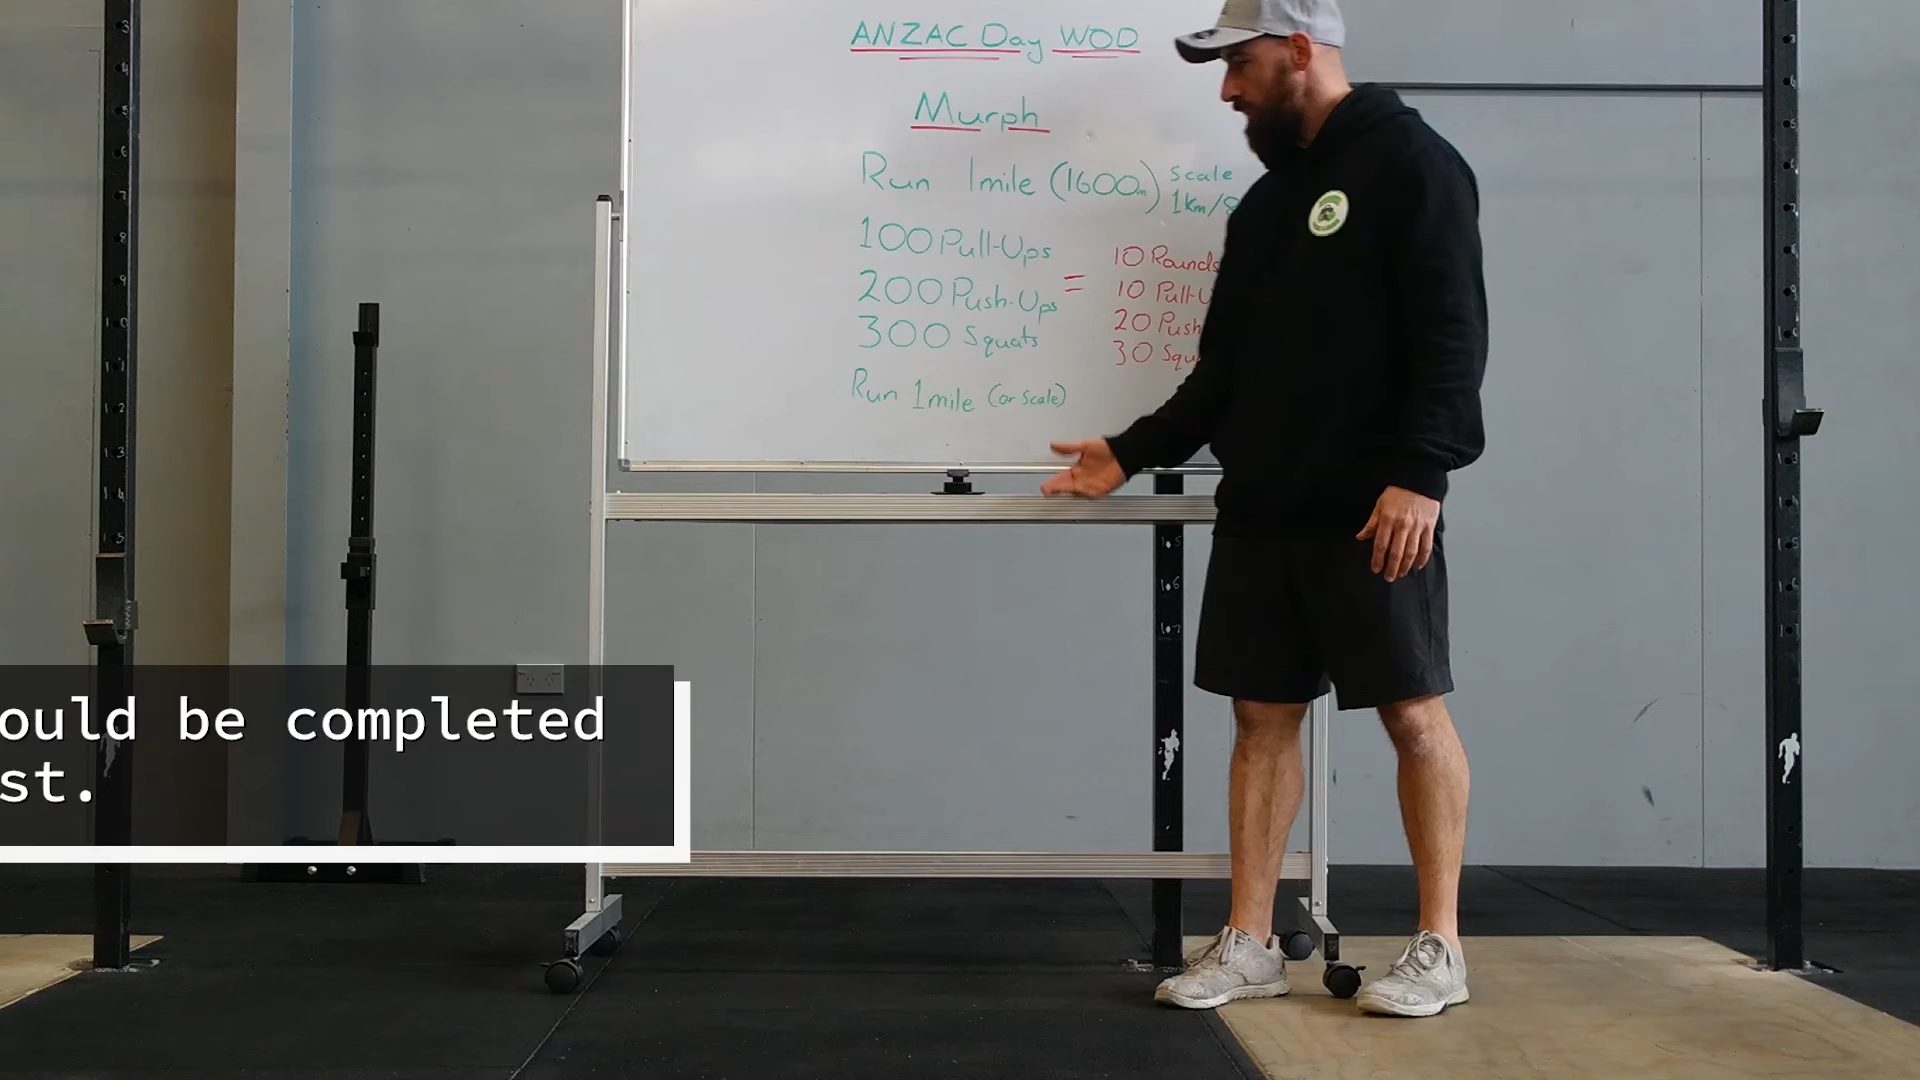 ANZAC Day WOD
Murph
Run 1mile (1600m) scale
1km/8
100 Pull-Ups
200 Push-Ups
300 Squats
=
10 Rounds
10 Pull-U
20 Push
30 Squ
Run 1mile (or scale)
ould be completed
st.